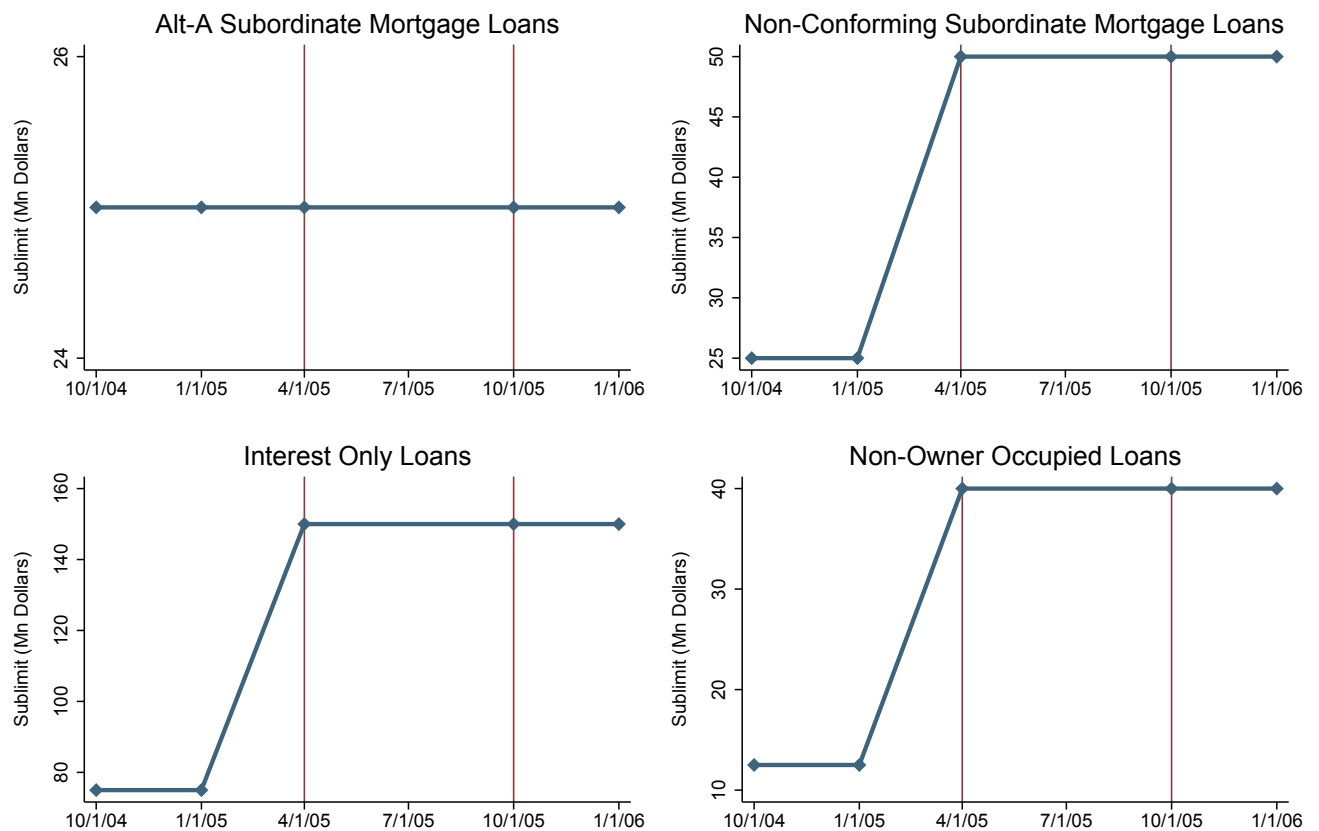 Alt-A Subordinate Mortgage Loans
Sublimit (Mn Dollars)
26
24
10/1/04 1/1/05 4/1/05 7/1/05 10/1/05 1/1/06
Non-Conforming Subordinate Mortgage Loans
Sublimit (Mn Dollars)
50
45
40
35
30
25
10/1/04 1/1/05 4/1/05 7/1/05 10/1/05 1/1/06
Interest Only Loans
Sublimit (Mn Dollars)
160
140
120
100
80
10/1/04 1/1/05 4/1/05 7/1/05 10/1/05 1/1/06
Non-Owner Occupied Loans
Sublimit (Mn Dollars)
40
30
20
10
10/1/04 1/1/05 4/1/05 7/1/05 10/1/05 1/1/06